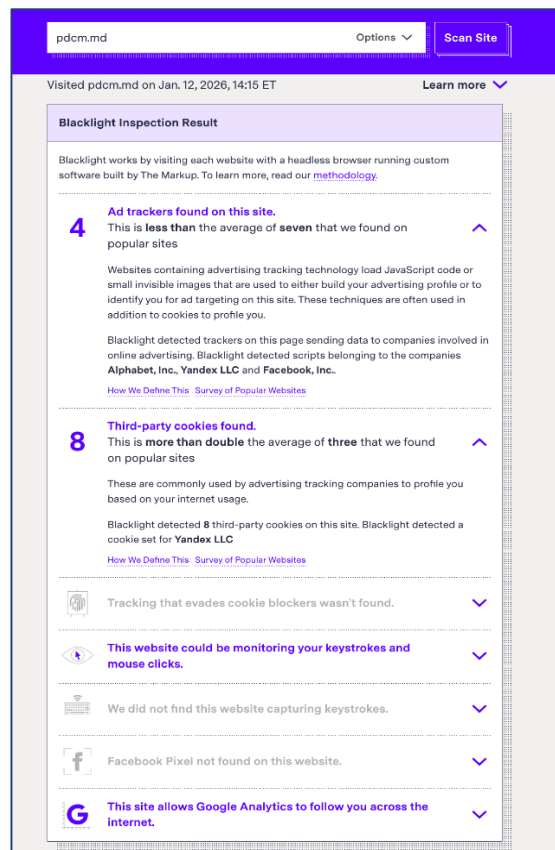 pdcm.md
Options
Scan Site
Visited pdcm.md on Jan. 12, 2026, 14:15 ET
Learn more
Blacklight Inspection Result
Blacklight works by visiting each website with a headless browser running custom
software built by The Markup. To learn more, read our methodology.
4
Ad trackers found on this site.
This is less than the average of seven that we found on
popular sites
Websites containing advertising tracking technology load JavaScript code or
small invisible images that are used to either build your advertising profile or to
identify you for ad targeting on this site. These techniques are often used in
addition to cookies to profile you.
Blacklight detected trackers on this page sending data to companies involved in
online advertising. Blacklight detected scripts belonging to the companies
Alphabet, Inc., Yandex LLC and Facebook, Inc..
How We Define This Survey of Popular Websites
8
Third-party cookies found.
This is more than double the average of three that we found
on popular sites
These are commonly used by advertising tracking companies to profile you
based on your internet usage.
Blacklight detected 8 third-party cookies on this site. Blacklight detected a
cookie set for Yandex LLC
How We Define This Survey of Popular Websites
Tracking that evades cookie blockers wasn't found.
This website could be monitoring your keystrokes and
mouse clicks.
We did not find this website capturing keystrokes.
Facebook Pixel not found on this website.
This site allows Google Analytics to follow you across the
internet.